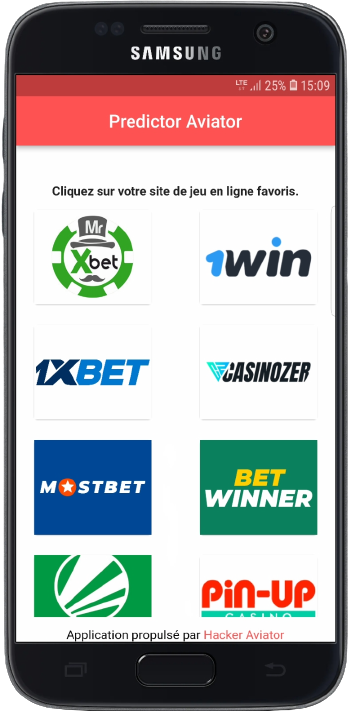 SAMSUNG
LTE 25% 15:09
Predictor Aviator
Cliquez sur votre site de jeu en ligne favoris.
Mr
Xbet
1win
1XBET
CASINOZER
MOSTBET
BET
WINNER
PiN-UP
CASINO
Application propulsé par Hacker Aviator